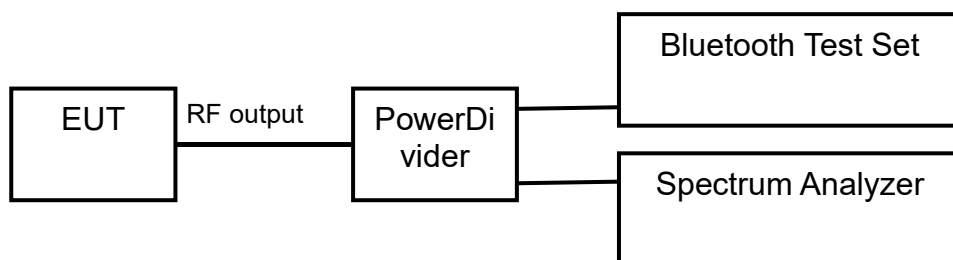 Bluetooth Test Set
EUT
RF output
PowerDi
vider
Spectrum Analyzer